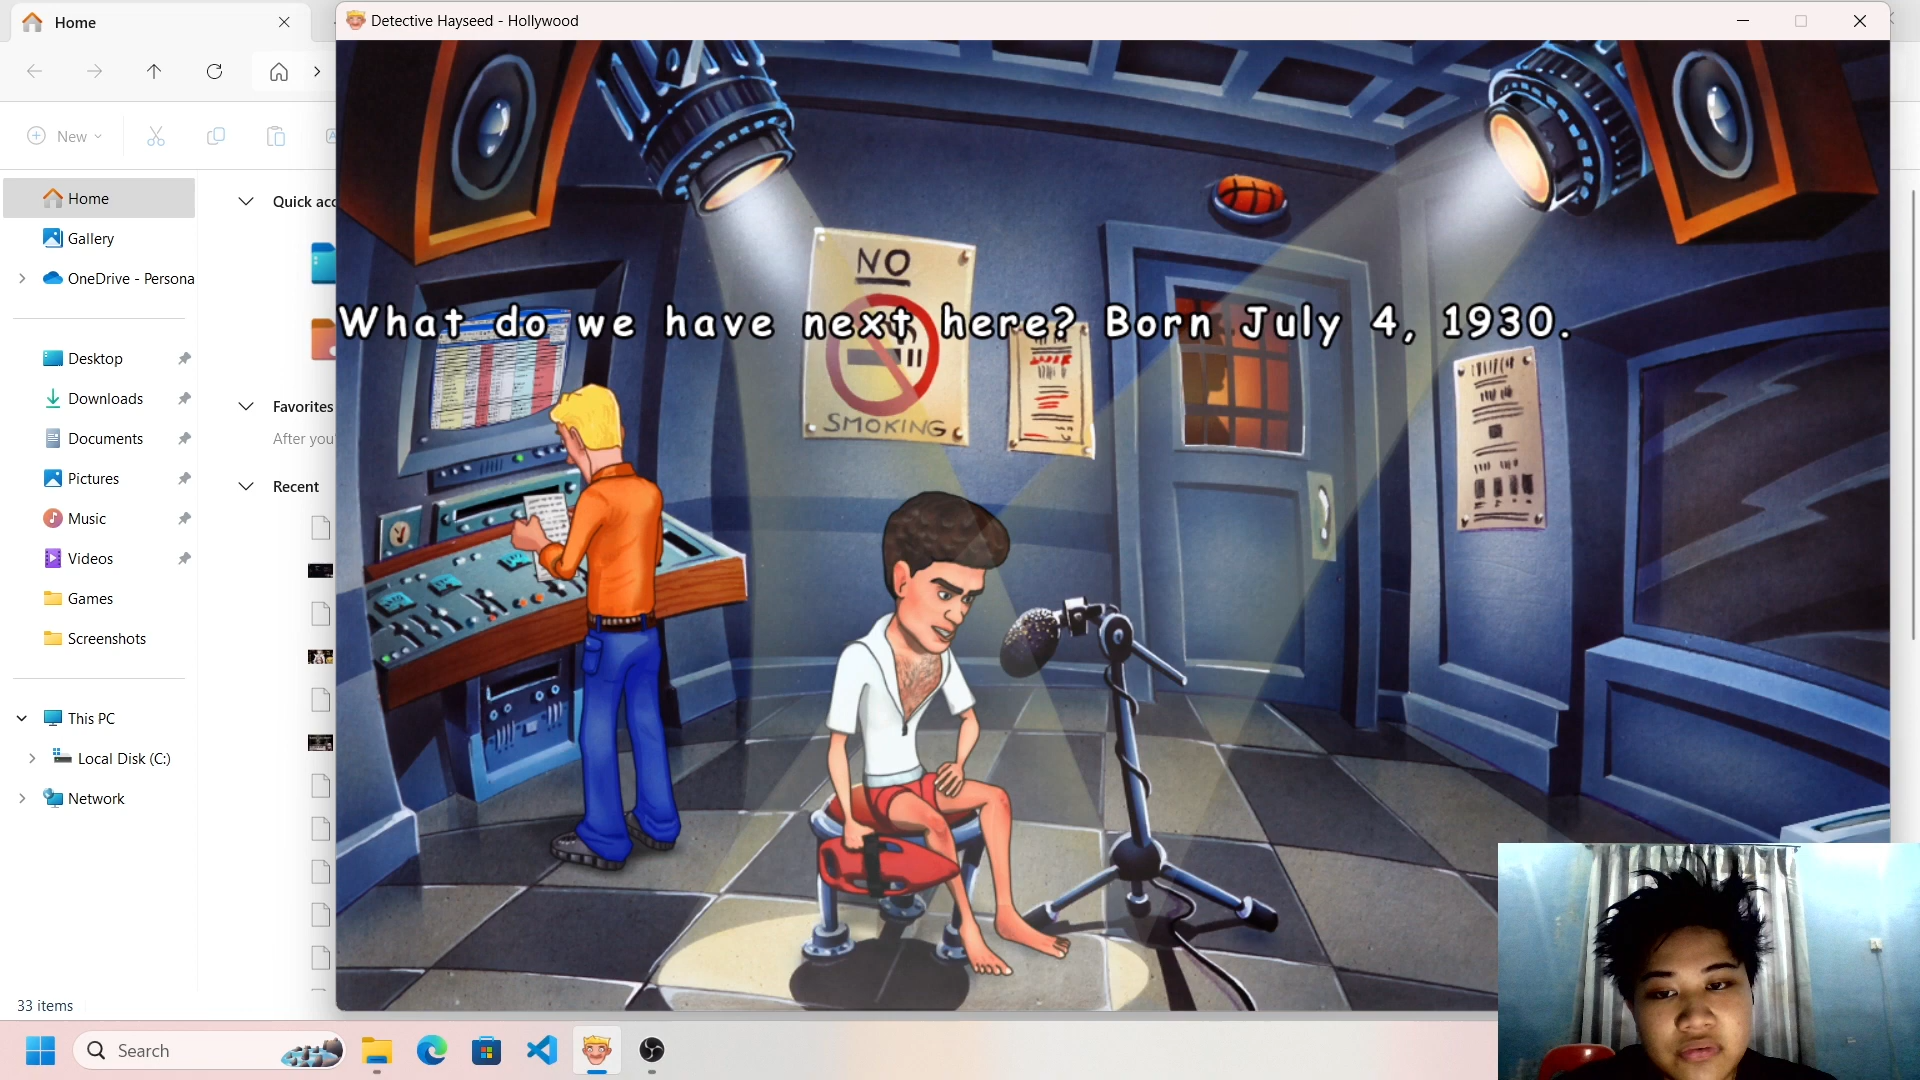 Home
Detective Hayseed - Hollywood
New
Home
Gallery
OneDrive - Persona
Desktop
Downloads
Documents
Pictures
Music
Videos
Games
Screenshots
This PC
Local Disk (C:)
Network
Quick acc
Favorites
After you
Recent
NO
SMOKING
What do we have next here? Born July 4, 1930.
33 items
Search